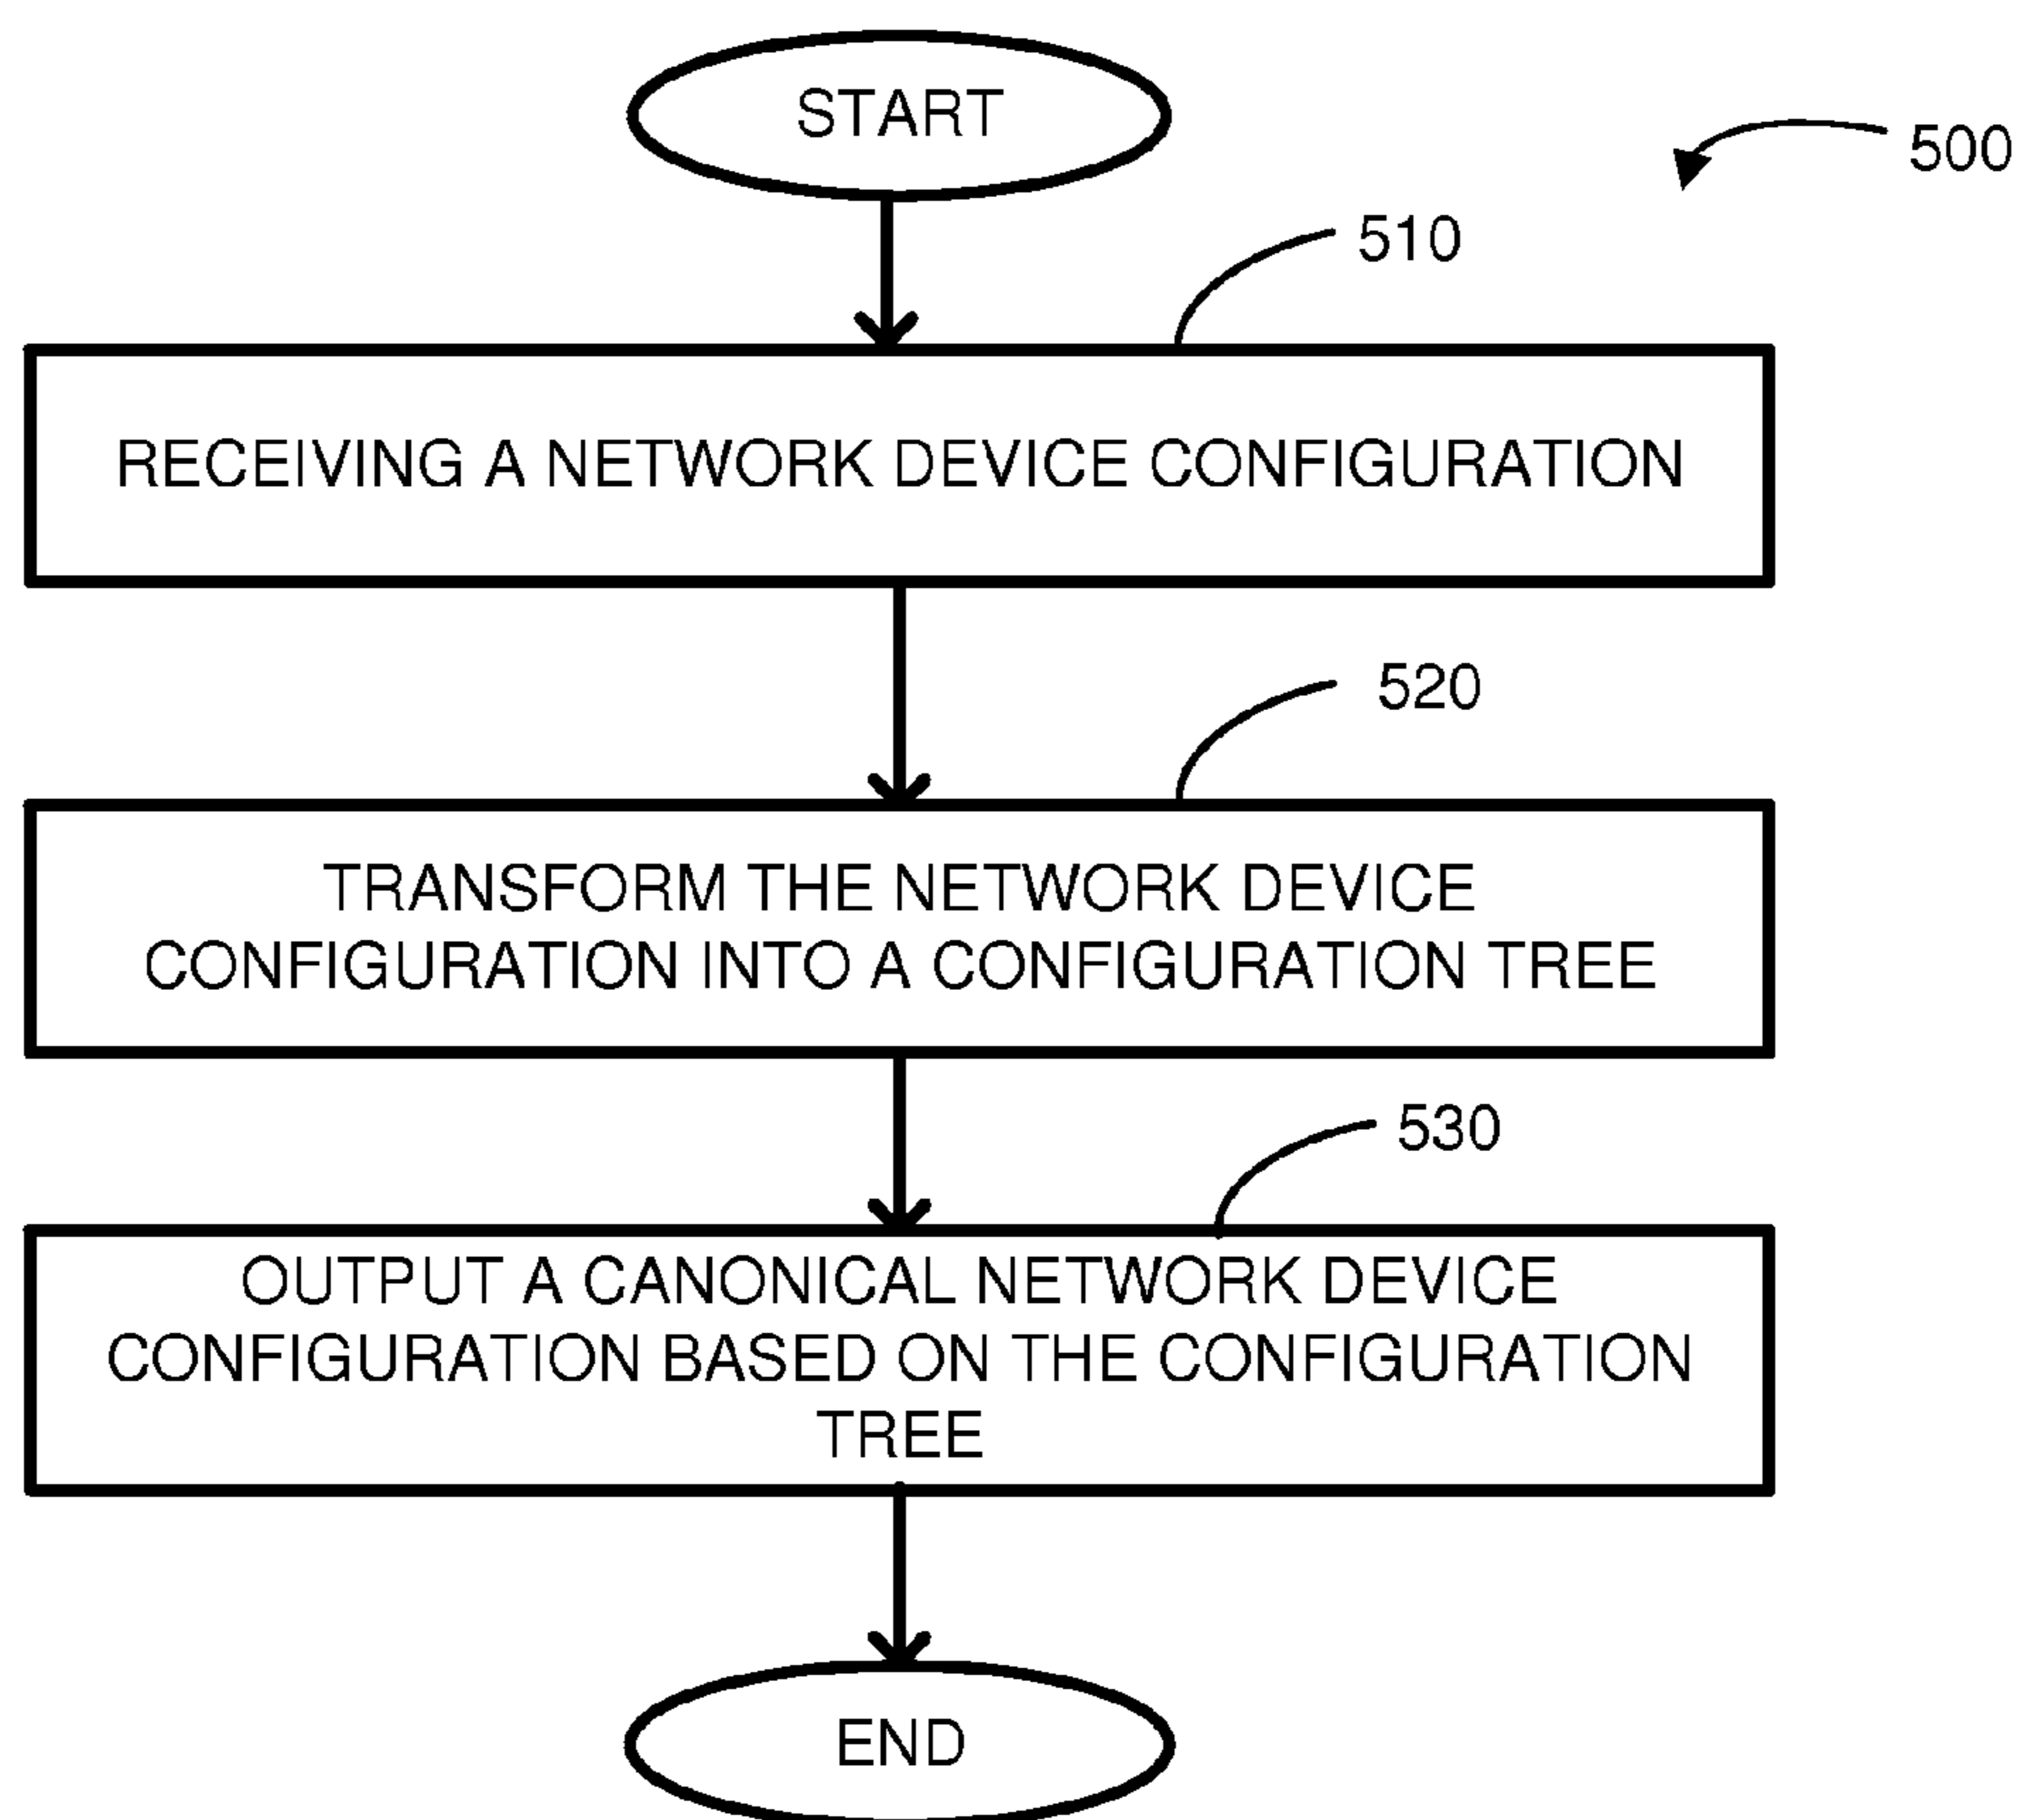 START
500
510
RECEIVING A NETWORK DEVICE CONFIGURATION
520
TRANSFORM THE NETWORK DEVICE
CONFIGURATION INTO A CONFIGURATION TREE
530
OUTPUT A CANONICAL NETWORK DEVICE
CONFIGURATION BASED ON THE CONFIGURATION
TREE
END